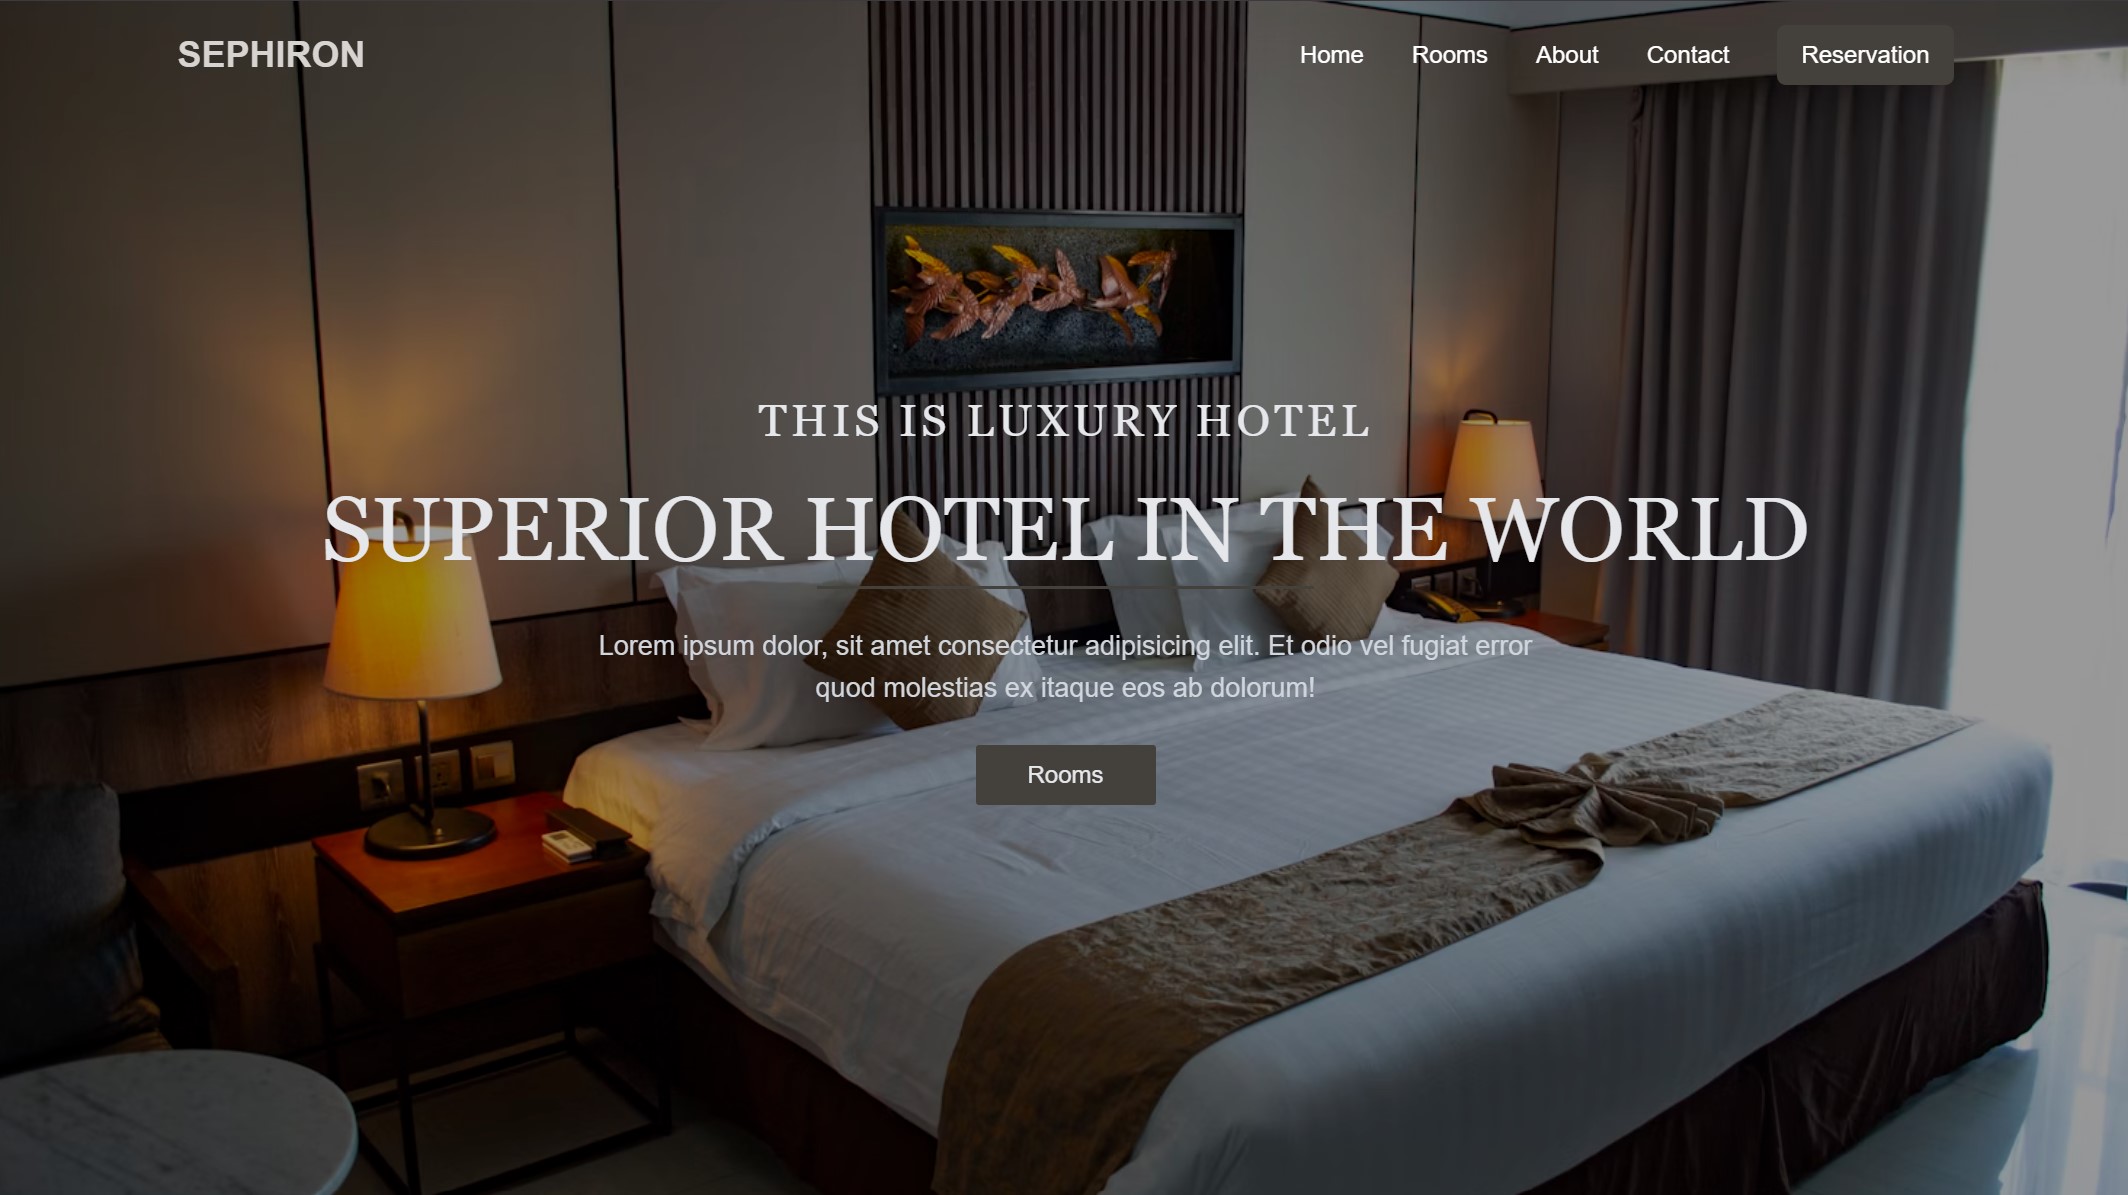 SEPHIRON
Home
Rooms
About
Contact
Reservation
THIS IS LUXURY HOTEL
SUPERIOR HOTEL IN THE WORLD
Lorem ipsum dolor, sit amet consectetur adipisicing elit. Et odio vel fugiat error
quod molestias ex itaque eos ab dolorum!
Rooms